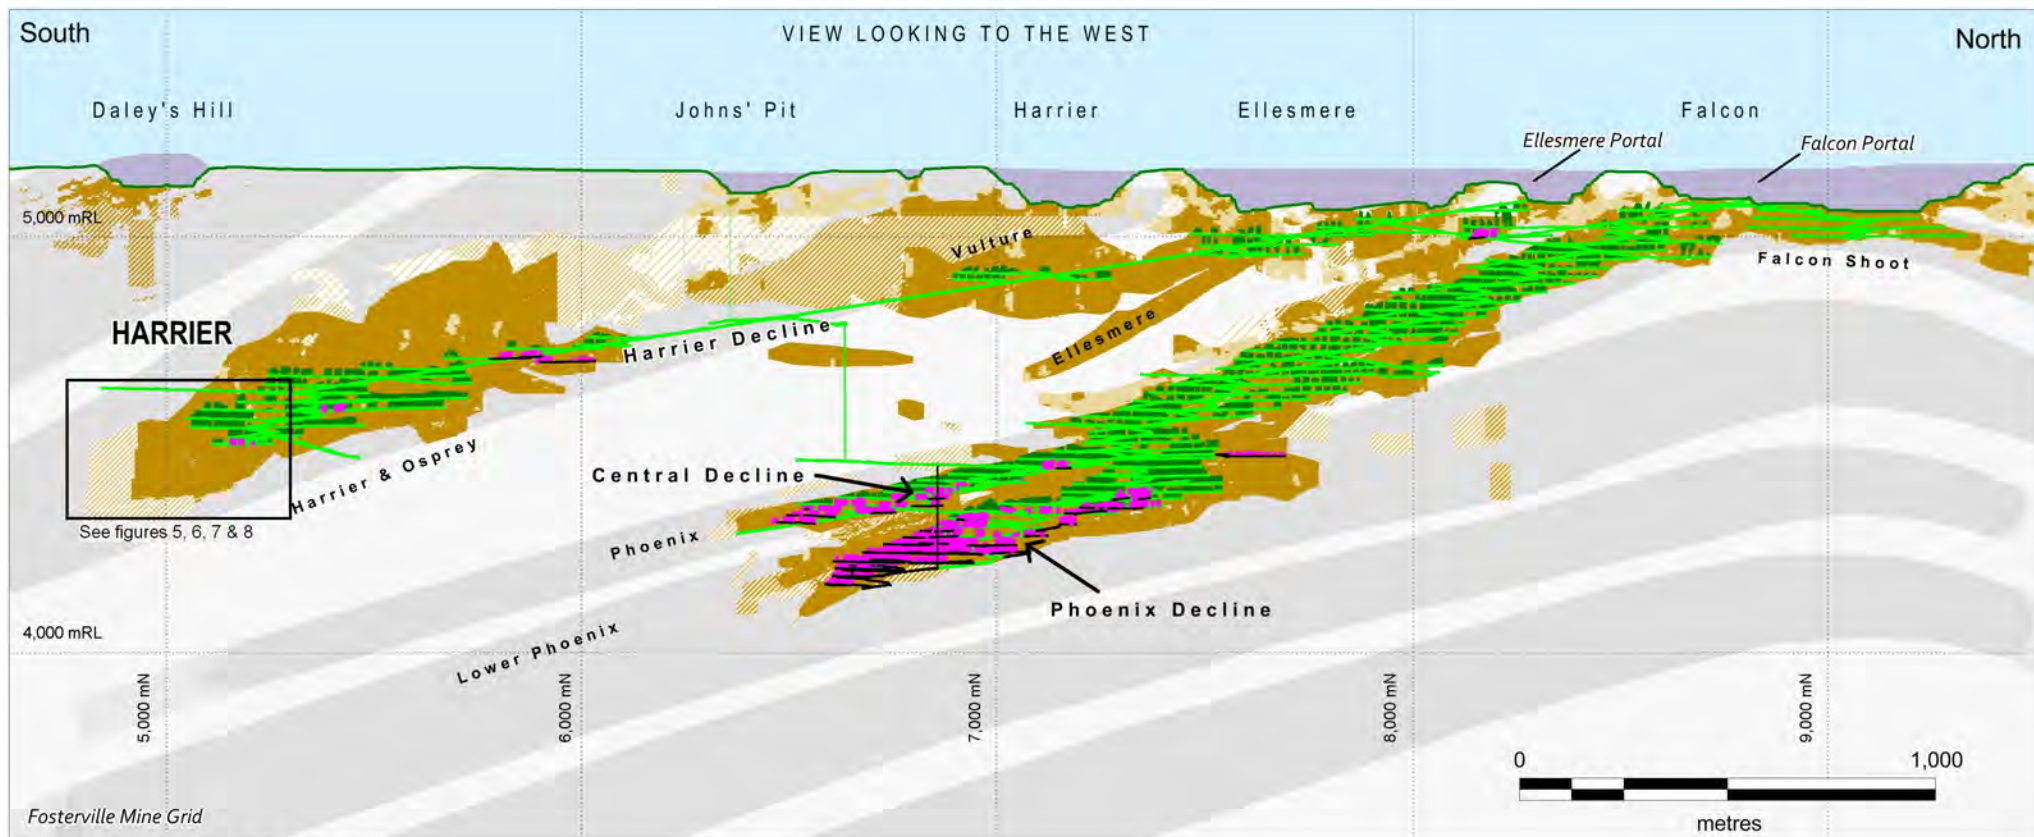 South
VIEW LOOKING TO THE WEST
North
Daley's Hill
Johns' Pit
Harrier
Ellesmere
Falcon
Ellesmere Portal
Falcon Portal
5,000 mRL
Vulture
Falcon Shoot
HARRIER
Harrier Decline
Ellesmere
Harrier & Osprey
Central Decline
See figures 5, 6, 7 & 8
Phoenix
Phoenix Decline
4,000 mRL
Lower Phoenix
5,000 mN
6,000 mN
7,000 mN
8,000 mN
9,000 mN
0
1,000
metres
Fosterville Mine Grid